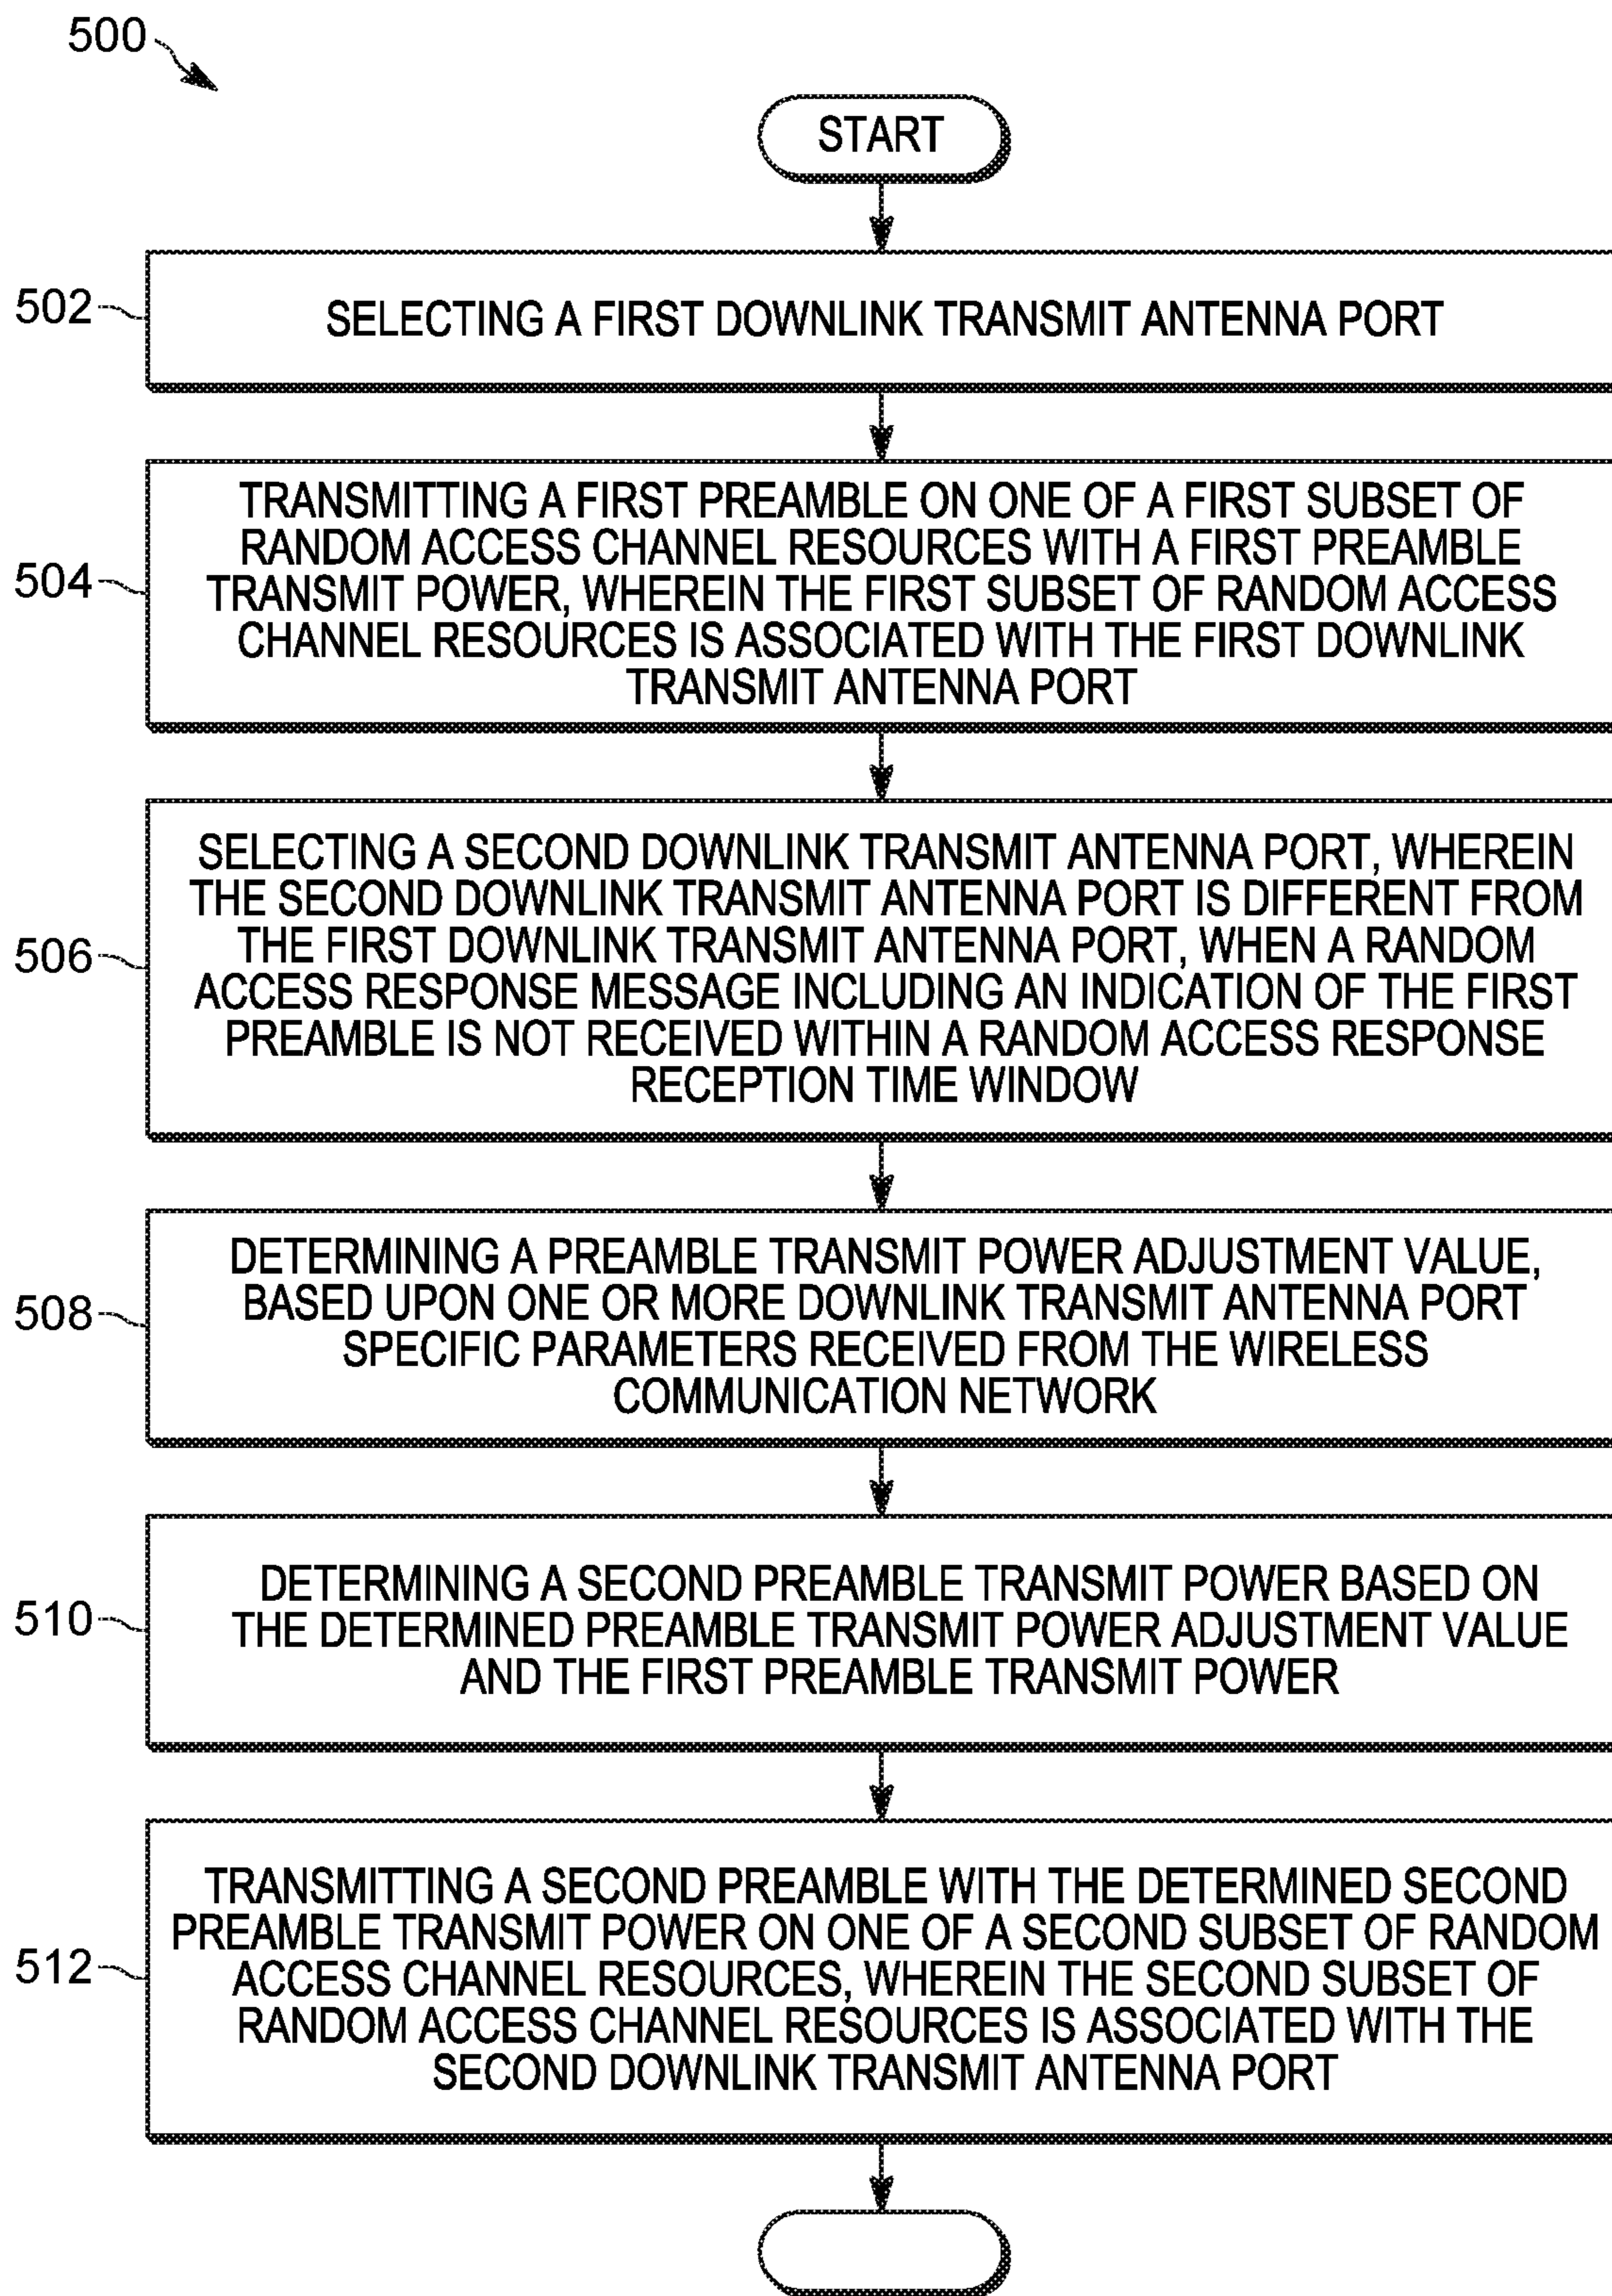 500
START
502
SELECTING A FIRST DOWNLINK TRANSMIT ANTENNA PORT
504
TRANSMITTING A FIRST PREAMBLE ON ONE OF A FIRST SUBSET OF
RANDOM ACCESS CHANNEL RESOURCES WITH A FIRST PREAMBLE
TRANSMIT POWER, WHEREIN THE FIRST SUBSET OF RANDOM ACCESS
CHANNEL RESOURCES IS ASSOCIATED WITH THE FIRST DOWNLINK
TRANSMIT ANTENNA PORT
506
SELECTING A SECOND DOWNLINK TRANSMIT ANTENNA PORT, WHEREIN
THE SECOND DOWNLINK TRANSMIT ANTENNA PORT IS DIFFERENT FROM
THE FIRST DOWNLINK TRANSMIT ANTENNA PORT, WHEN A RANDOM
ACCESS RESPONSE MESSAGE INCLUDING AN INDICATION OF THE FIRST
PREAMBLE IS NOT RECEIVED WITHIN A RANDOM ACCESS RESPONSE
RECEPTION TIME WINDOW
508
DETERMINING A PREAMBLE TRANSMIT POWER ADJUSTMENT VALUE,
BASED UPON ONE OR MORE DOWNLINK TRANSMIT ANTENNA PORT
SPECIFIC PARAMETERS RECEIVED FROM THE WIRELESS
COMMUNICATION NETWORK
510
DETERMINING A SECOND PREAMBLE TRANSMIT POWER BASED ON
THE DETERMINED PREAMBLE TRANSMIT POWER ADJUSTMENT VALUE
AND THE FIRST PREAMBLE TRANSMIT POWER
512
TRANSMITTING A SECOND PREAMBLE WITH THE DETERMINED SECOND
PREAMBLE TRANSMIT POWER ON ONE OF A SECOND SUBSET OF RANDOM
ACCESS CHANNEL RESOURCES, WHEREIN THE SECOND SUBSET OF
RANDOM ACCESS CHANNEL RESOURCES IS ASSOCIATED WITH THE
SECOND DOWNLINK TRANSMIT ANTENNA PORT